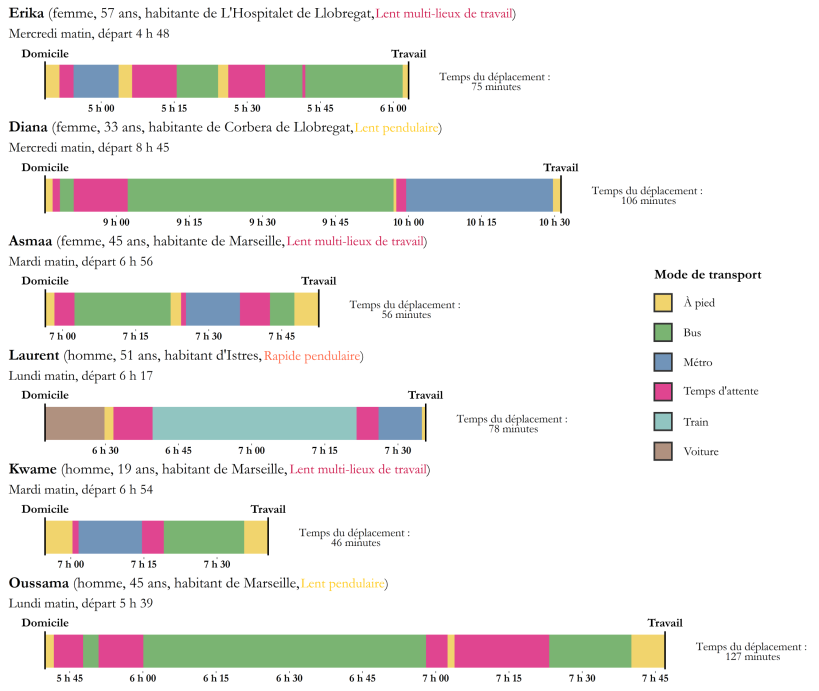 Erika (femme, 57 ans, habitante de L'Hospitalet de Llobregat, Lent multi-lieux de travail)
Mercredi matin, départ 4 h 48
Domicile Travail
Temps du déplacement :
75 minutes
5 h 00 5 h 15 5 h 30 5 h 45 6 h 00
Diana (femme, 33 ans, habitante de Corbera de Llobregat, Lent pendulaire)
Mercredi matin, départ 8 h 45
Domicile Travail
Temps du déplacement :
106 minutes
9 h 00 9 h 15 9 h 30 9 h 45 10 h 00 10 h 15 10 h 30
Asmaa (femme, 45 ans, habitante de Marseille, Lent multi-lieux de travail)
Mardi matin, départ 6 h 56
Domicile Travail
Temps du déplacement :
56 minutes
7 h 00 7 h 15 7 h 30 7 h 45
Laurent (homme, 51 ans, habitant d'Istres, Rapide pendulaire)
Lundi matin, départ 6 h 17
Domicile Travail
Temps du déplacement :
78 minutes
6 h 30 6 h 45 7 h 00 7 h 15 7 h 30
Kwame (homme, 19 ans, habitant de Marseille, Lent multi-lieux de travail)
Mardi matin, départ 6 h 54
Domicile Travail
Temps du déplacement :
46 minutes
7 h 00 7 h 15 7 h 30
Oussama (homme, 45 ans, habitant de Marseille, Lent pendulaire)
Lundi matin, départ 5 h 39
Domicile Travail
Temps du déplacement :
127 minutes
5 h 45 6 h 00 6 h 15 6 h 30 6 h 45 7 h 00 7 h 15 7 h 30 7 h 45
Mode de transport
À pied
Bus
Métro
Temps d'attente
Train
Voiture